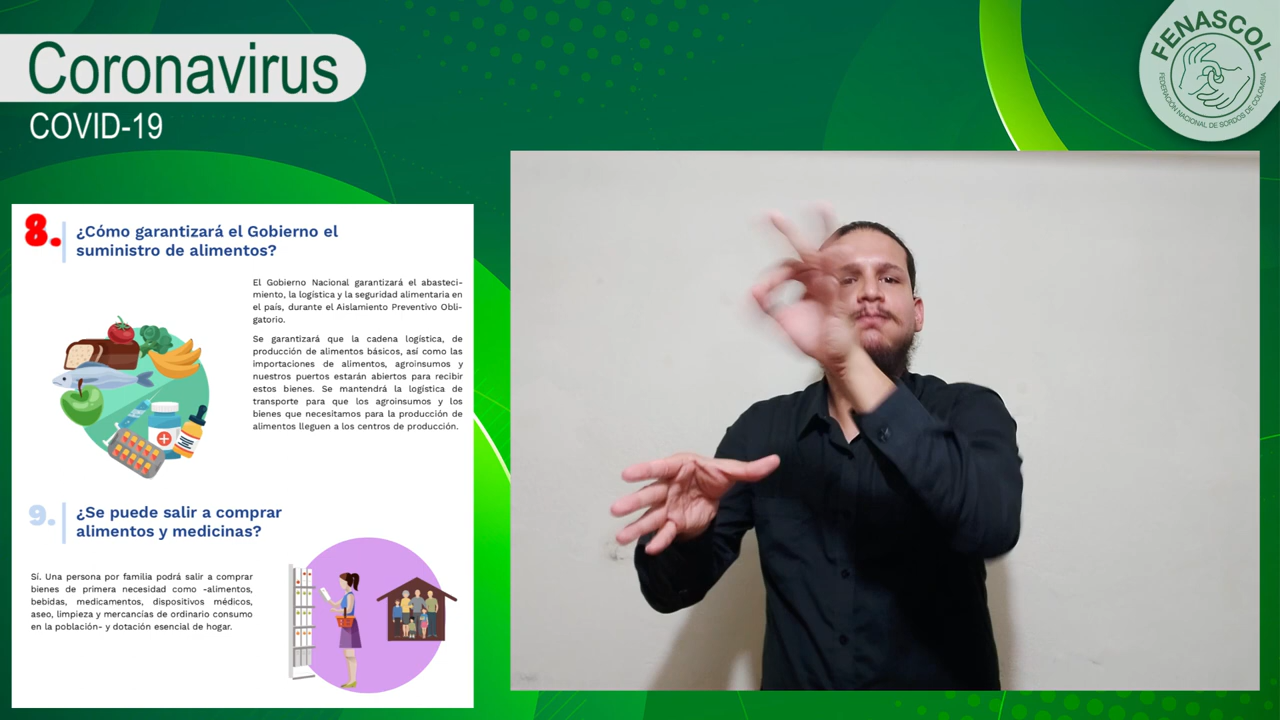 Coronavirus
COVID-19
FENASCOL
FEDERACIÓN NACIONAL DE SORDOS DE COLOMBIA
8.
¿Cómo garantizará el Gobierno el
suministro de alimentos?
El Gobierno Nacional garantizará el abasteci-
miento, la logística y la seguridad alimentaria en
el país, durante el Aislamiento Preventivo Obli-
gatorio.
Se garantizará que la cadena logística, de
producción de alimentos básicos, así como las
importaciones de alimentos, agroinsumos y
nuestros puertos estarán abiertos para recibir
estos bienes. Se mantendrá la logística de
transporte para que los agroinsumos y los
bienes que necesitamos para la producción de
alimentos lleguen a los centros de producción.
9.
¿Se puede salir a comprar
alimentos y medicinas?
Sí. Una persona por familia podrá salir a comprar
bienes de primera necesidad como -alimentos,
bebidas, medicamentos, dispositivos médicos,
aseo, limpieza y mercancías de ordinario consumo
en la población- y dotación esencial de hogar.